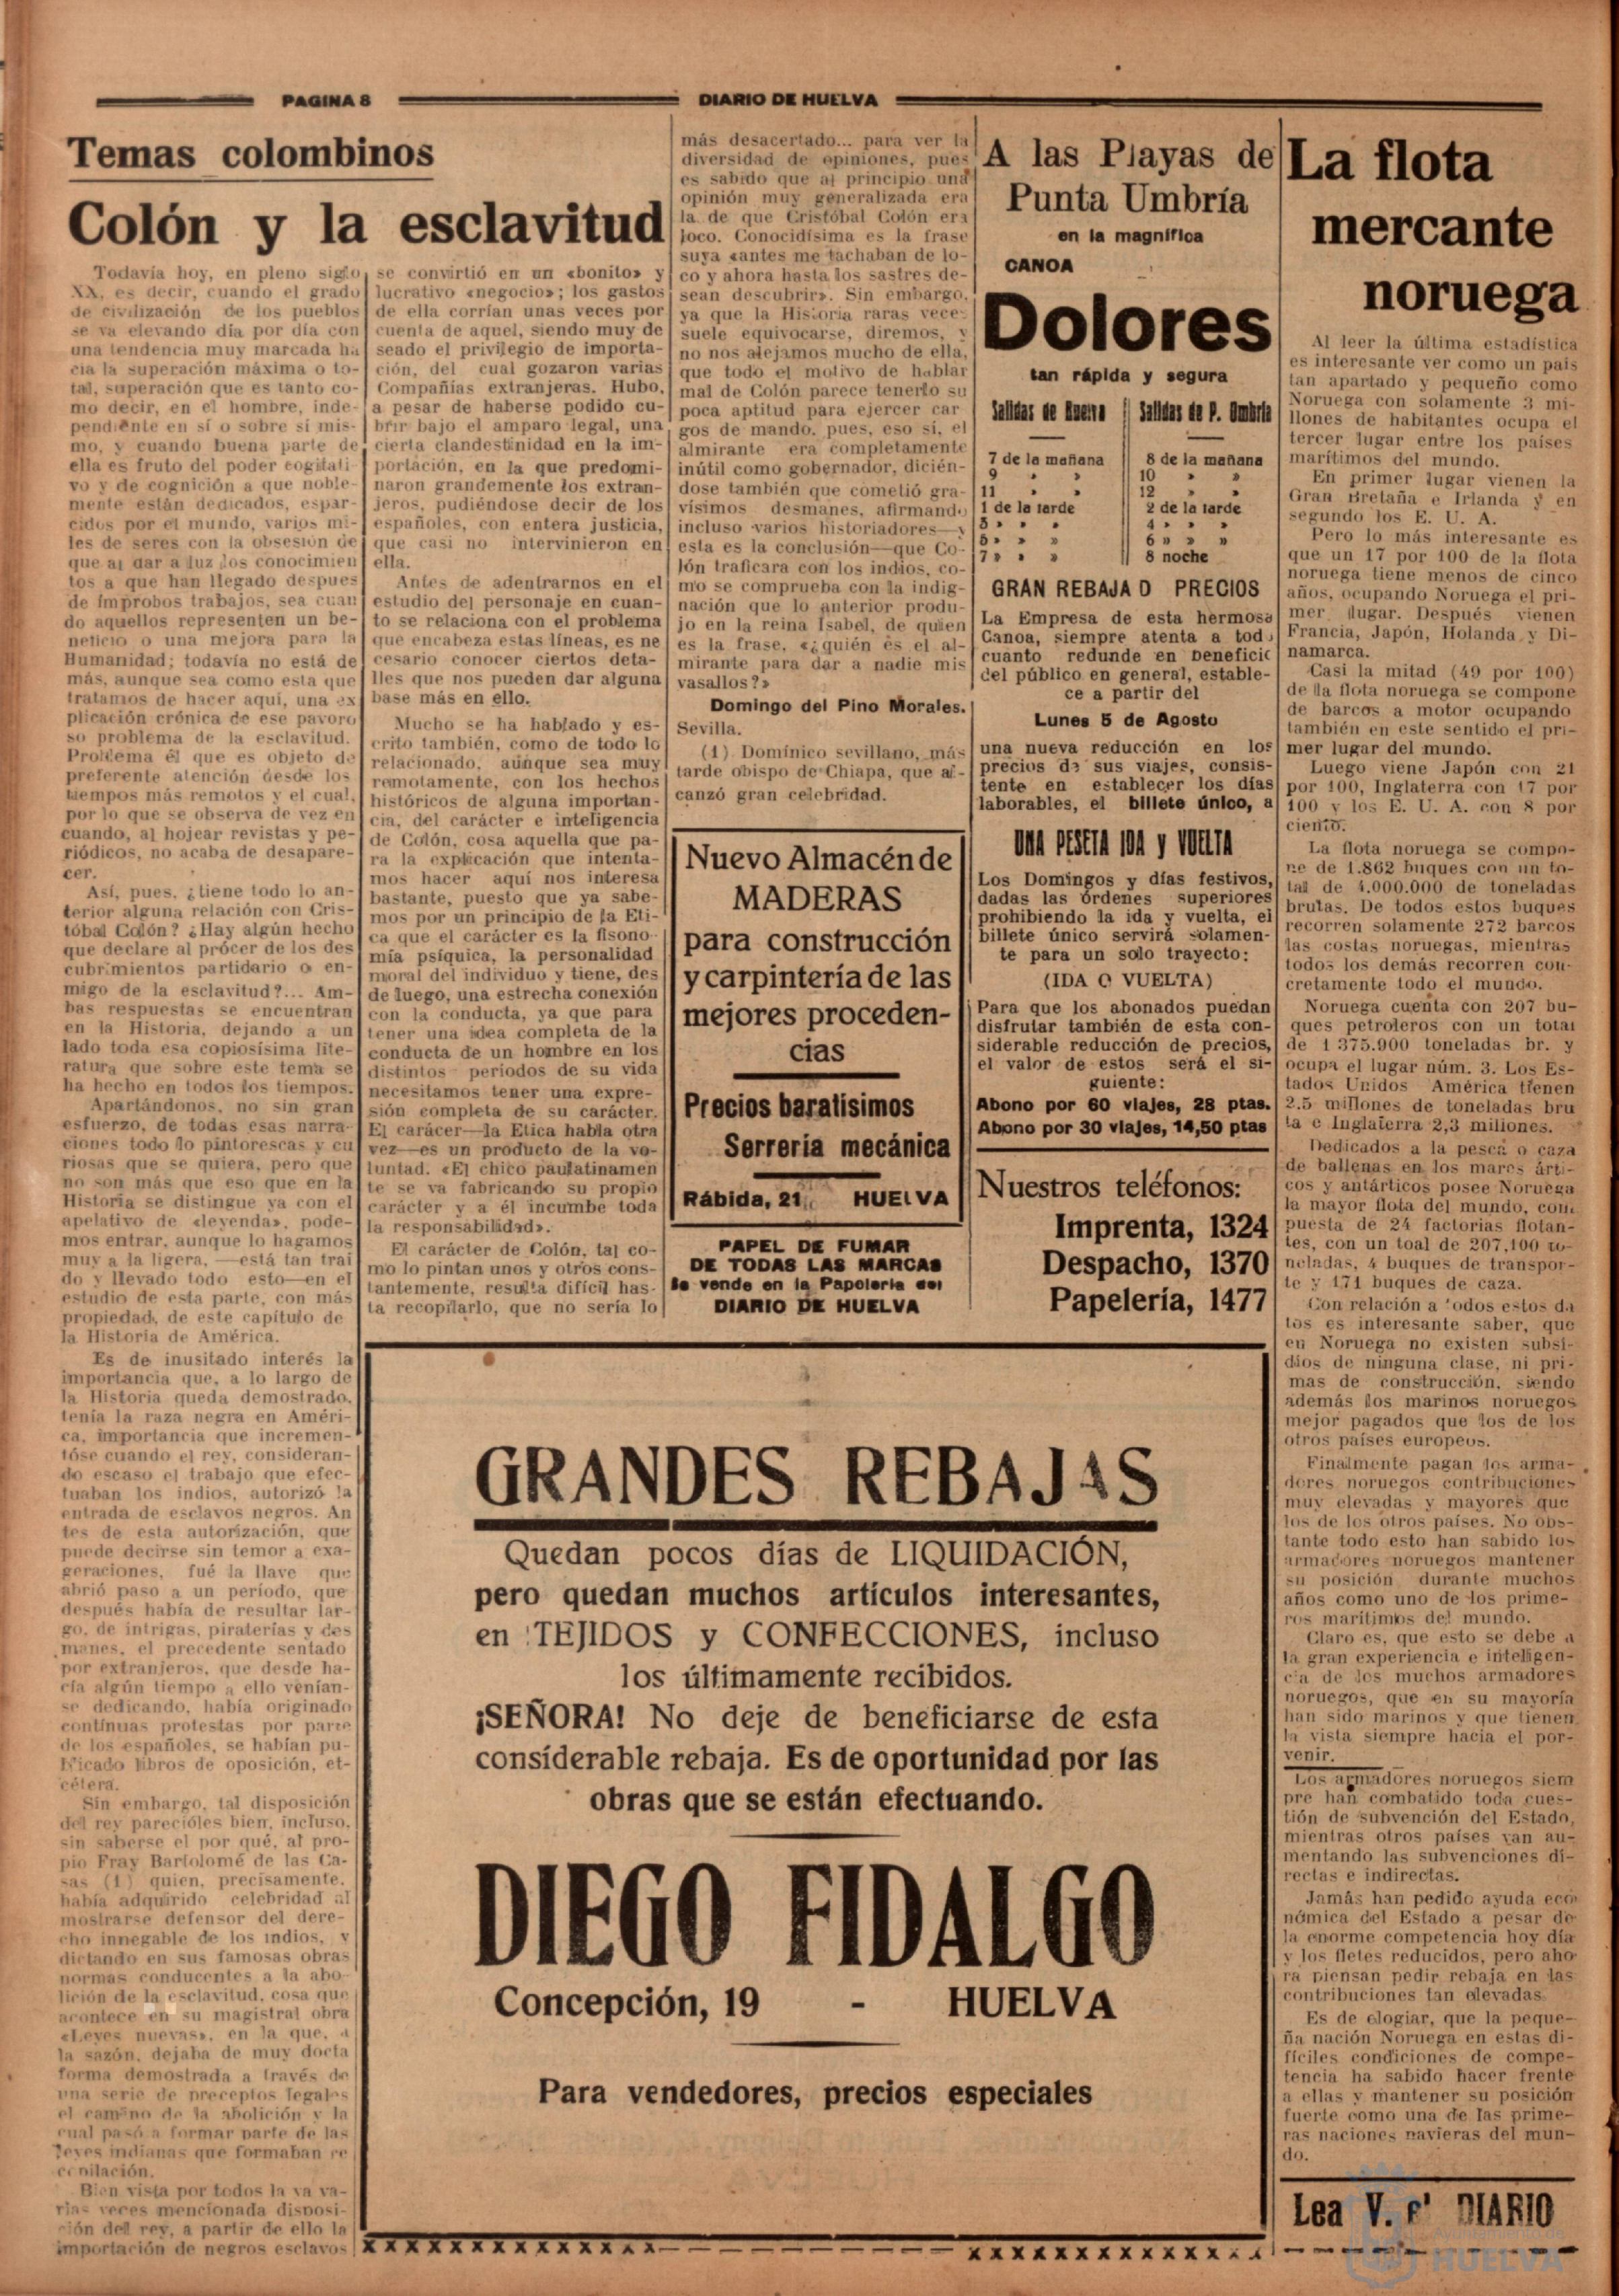 PAGINA 8
DIARIO DE HUELVA
Temas colombinos
Colón y la esclavitud
Todavía hoy, en pleno siglo
XX, es decir, cuando el grado
de civilización de los pueblos
se va elevando día por día con
una tendencia muy marcada ha
cia la superación máxima o to-
tal, superación que es tanto co-
mo decir, en el hombre, inde-
pendiente en sí o sobre sí mis-
mo, y cuando buena parte de
ella es fruto del poder cogitati
vo y de cognición a que noble-
mente están dedicados, espar-
cidos por el mundo, varios mi-
les de seres con la obsesión de
que al dar a luz los conocimien
tos a que han llegado despues
de ímprobos trabajos, sea cuan
do aquellos representen un be-
neficio o una mejora para la
Humanidad; todavía no está de
más, aunque sea como esta que
tratamos de hacer aquí, una ex
plicación crónica de ese pavoro
so problema de la esclavitud.
Problema él que es objeto de
preferente atención desde los
tiempos más remotos y el cual,
por lo que se observa de vez en
cuando, al hojear revistas y pe-
riódicos, no acaba de desapare-
cer.
Así, pues, ¿tiene todo lo an-
terior alguna relación con Cris-
tóbal Colón? ¿Hay algún hecho
que declare al prócer de los des
cubrimientos partidario o en-
migo de la esclavitud?... Am-
bas respuestas se encuentran
en la Historia, dejando a un
lado toda esa copiosísima lite-
ratura que sobre este tema se
ha hecho en todos los tiempos.
Apartándonos, no sin gran
esfuerzo, de todas esas narra-
ciones todo lo pintorescas y cu
riosas que se quiera, pero que
no son más que eso que en la
Historia se distingue ya con el
apelativo de «leyenda», pode-
mos entrar, aunque lo hagamos
muy a la ligera, —está tan traí
do y llevado todo esto—en el
estudio de esta parte, con más
propiedad, de este capítulo de
la Historia de América.
Es de inusitado interés la
importancia que, a lo largo de
la Historia queda demostrado,
tenía la raza negra en Améri-
ca, importancia que incremen-
tóse cuando el rey, consideran-
do escaso el trabajo que efec-
tuaban los indios, autorizó la
entrada de esclavos negros. An
tes de esta autorización, que
puede decirse sin temor a exa-
geraciones, fué la llave que
abrió paso a un período, que
después había de resultar lar-
go, de intrigas, piraterías y des
manes, el precedente sentado
por extranjeros, que desde ha-
cía algún tiempo a ello venían-
se dedicando, había originado
contínuas protestas por parte
de los españoles, se habían pu-
blicado libros de oposición, et-
cétera.
Sin embargo, tal disposición
del rey parecióles bien, incluso,
sin saberse el por qué, al pro-
pio Fray Bartolomé de las Ca-
sas (1) quien, precisamente,
había adquirido celebridad al
mostrarse defensor del dere-
cho innegable de los indios, y
dictando en sus famosas obras
normas conducentes a la abo
lición de la esclavitud, cosa que
acontece en su magistral obra
«Leyes nuevas», en la que, a
la sazón, dejaba de muy docta
forma demostrada a través de
una serie de preceptos legales
el camino de la abolición y la
cual pasó a formar parte de las
Leyes indianas que formaban re
copilación.
Bien vista por todos la ya va-
rias veces mencionada disposi-
ción del rey, a partir de ello la
importación de negros esclavos
se convirtió en un «bonito» y
lucrativo «negocio»; los gastos
de ella corrían unas veces por
cuenta de aquel, siendo muy de
seado el privilegio de importa-
ción, del cual gozaron varias
Compañías extranjeras. Hubo,
a pesar de haberse podido cu-
brir bajo el amparo legal, una
cierta clandestinidad en la im-
portación, en la que predomi-
naron grandemente los extran-
jeros, pudiéndose decir de los
españoles, con entera justicia,
que casi no intervinieron en
ella.
Antes de adentrarnos en el
estudio del personaje en cuan-
to se relaciona con el problema
que encabeza estas líneas, es ne
cesario conocer ciertos deta-
lles que nos pueden dar alguna
base más en ello.
Mucho se ha hablado y es-
crito también, como de todo lo
relacionado, aunque sea muy
remotamente, con los hechos
históricos de alguna importan-
cia, del carácter e inteligencia
de Colón, cosa aquella que pa-
ra la explicación que intenta-
mos hacer aquí nos interesa
bastante, puesto que ya sabe-
mos por un principio de la Eti-
ca que el carácter es la fisono-
mía psíquica, la personalidad
moral del individuo y tiene, des
de luego, una estrecha conexión
con la conducta, ya que para
tener una idea completa de la
conducta de un hombre en los
distintos periodos de su vida
necesitamos tener una expre-
sión completa de su carácter.
El carácer—la Etica habla otra
vez—es un producto de la vo-
luntad. «El chico paulatinamen
te se va fabricando su propio
carácter y a él incumbe toda
la responsabilidad».
El carácter de Colón, tal co-
mo lo pintan unos y otros cons-
tantemente, resulta difícil has-
ta recopilarlo, que no sería lo
más desacertado... para ver la
diversidad de opiniones, pues
es sabido que al principio una
opinión muy generalizada era
la de que Cristóbal Colón era
loco. Conocidísima es la frase
suya «antes me tachaban de lo-
co y ahora hasta los sastres de-
sean descubrir». Sin embargo,
ya que la Historia raras veces
suele equivocarse, diremos, y
no nos alejamos mucho de ella,
que todo el motivo de hablar
mal de Colón parece tenerlo su
poca aptitud para ejercer car
gos de mando, pues, eso sí, el
almirante era completamente
inútil como gobernador, dicién-
dose también que cometió gra-
vísimos desmanes, afirmando
incluso varios historiadores—y
esta es la conclusión—que Co-
lón traficara con los indios, co-
mo se comprueba con la indig-
nación que lo anterior produ-
jo en la reina Isabel, de quien
es la frase, «¿quién es el al-
mirante para dar a nadie mis
vasallos?»
Domingo del Pino Morales.
Sevilla.
(1) Domínico sevillano, más
tarde obispo de Chiapa, que al-
canzó gran celebridad.
Nuevo Almacén de
MADERAS
para construcción
y carpintería de las
mejores proceden-
cias
Precios baratísimos
Serrería mecánica
Rábida, 21. HUELVA
PAPEL DE FUMAR
DE TODAS LAS MARCAS
se vende en la Papelería del
DIARIO DE HUELVA
A las Playas de
Punta Umbría
en la magnífica
CANOA
Dolores
tan rápida y segura
Salidas de Huelva || Salidas de P. Umbría
7 de la mañana || 8 de la mañana
9 » » || 10 » »
11 » » || 12 » »
1 de la tarde || 2 de la tarde
3 » » » || 4 » » »
5 » » » || 6 » » »
7 » » » || 8 noche
GRAN REBAJA D PRECIOS
La Empresa de esta hermosa
Canoa, siempre atenta a todo
cuanto redunde en beneficio
del público en general, estable-
ce a partir del
Lunes 5 de Agosto
una nueva reducción en los
precios de sus viajes, consis-
tente en establecer los días
laborables, el billete único, a
UNA PESETA IDA y VUELTA
Los Domingos y días festivos,
dadas las órdenes superiores
prohibiendo la ida y vuelta, el
billete único servirá solamen-
te para un solo trayecto:
(IDA O VUELTA)
Para que los abonados puedan
disfrutar también de esta con-
siderable reducción de precios,
el valor de estos será el si-
guiente:
Abono por 60 viajes, 28 ptas.
Abono por 30 viajes, 14,50 ptas
Nuestros teléfonos:
Imprenta, 1324
Despacho, 1370
Papelería, 1477
GRANDES REBAJAS
Quedan pocos días de LIQUIDACIÓN,
pero quedan muchos artículos interesantes,
en TEJIDOS y CONFECCIONES, incluso
los últimamente recibidos.
¡SEÑORA! No deje de beneficiarse de esta
considerable rebaja. Es de oportunidad por las
obras que se están efectuando.
DIEGO FIDALGO
Concepción, 19 - HUELVA
Para vendedores, precios especiales
La flota
mercante
noruega
Al leer la última estadística
es interesante ver como un país
tan apartado y pequeño como
Noruega con solamente 3 mi-
llones de habitantes ocupa el
tercer lugar entre los países
marítimos del mundo.
En primer lugar vienen la
Gran Bretaña e Irlanda y en
segundo los E. U. A.
Pero lo más interesante es
que un 17 por 100 de la flota
noruega tiene menos de cinco
años, ocupando Noruega el pri-
mer lugar. Después vienen
Francia, Japón, Holanda y Di-
namarca.
Casi la mitad (49 por 100)
de la flota noruega se compone
de barcos a motor ocupando
también en este sentido el pri-
mer lugar del mundo.
Luego viene Japón con 21
por 100, Inglaterra con 17 por
100 y los E. U. A. con 8 por
ciento.
La flota noruega se compo-
ne de 1.862 buques con un to-
tal de 4.000.000 de toneladas
brutas. De todos estos buques
recorren solamente 272 barcos
las costas noruegas, mientras
todos los demás recorren con-
cretamente todo el mundo.
Noruega cuenta con 207 bu-
ques petroleros con un total
de 1 375.900 toneladas br. y
ocupa el lugar núm. 3. Los Es-
tados Unidos América tienen
2.5 millones de toneladas bru
ta e Inglaterra 2,3 millones.
Dedicados a la pesca o caza
de ballenas en los mares árti-
cos y antárticos posee Noruega
la mayor flota del mundo, com
puesta de 24 factorías flotan-
tes, con un toal de 207.100 to-
neladas, 4 buques de transpor-
te y 171 buques de caza.
Con relación a todos estos da
tos es interesante saber, que
en Noruega no existen subsi-
dios de ninguna clase, ni pri-
mas de construcción, siendo
además los marinos noruegos
mejor pagados que los de los
otros países europeos.
Finalmente pagan los arma-
dores noruegos contribuciones
muy elevadas y mayores que
los de los otros países. No obs-
tante todo esto han sabido los
armadores noruegos mantener
su posición durante muchos
años como uno de los prime-
ros marítimos del mundo.
Claro es, que esto se debe a
la gran experiencia e inteligen-
cia de los muchos armadores
noruegos, que en su mayoría
han sido marinos y que tienen
la vista siempre hacia el por-
venir.
Los armadores noruegos siem
pre han combatido toda cues-
tión de subvención del Estado,
mientras otros países van au-
mentando las subvenciones di-
rectas e indirectas.
Jamás han pedido ayuda eco
nómica del Estado a pesar de
la enorme competencia hoy día
y los fletes reducidos, pero aho
ra piensan pedir rebaja en las
contribuciones tan elevadas.
Es de elogiar, que la peque-
ña nación Noruega en estas di-
fíciles condiciones de compe-
tencia ha sabido hacer frente
a ellas y mantener su posición
fuerte como una de las prime-
ras naciones navieras del mun-
do.
Lea V. el DIARIO
HUELVA